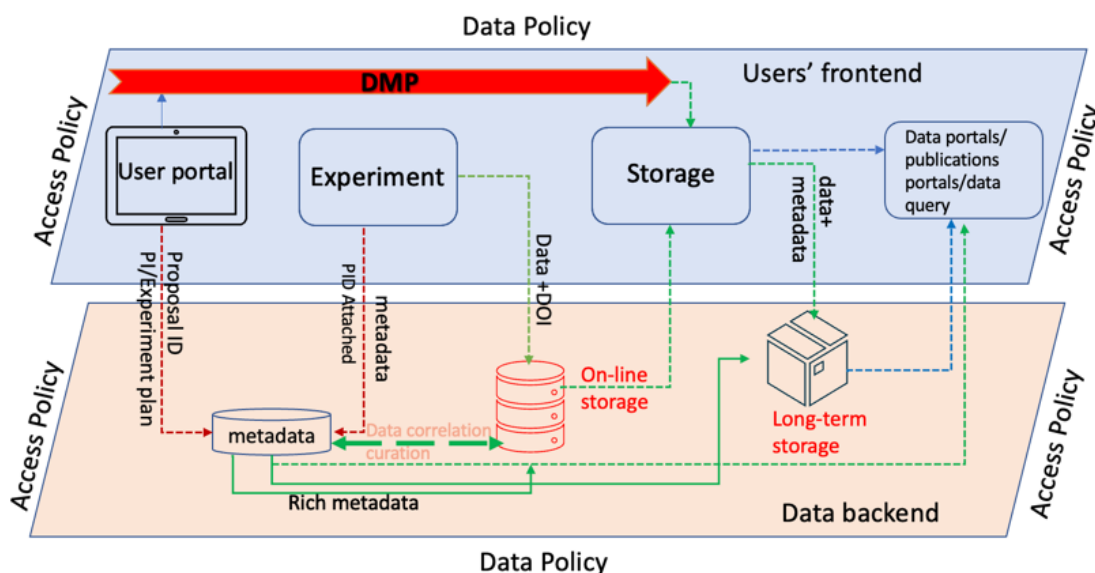 Data Policy
DMP
Users' frontend
Access Policy
Access Policy
User portal
Experiment
Storage
Data portals/
publications
portals/data
query
Proposal ID
PI/Experiment plan
metadata
PID Attached
Data +DOI
data+
metadata
Access Policy
Access Policy
On-line
storage
Long-term
storage
metadata
Data correlation
curation
Rich metadata
Data backend
Data Policy